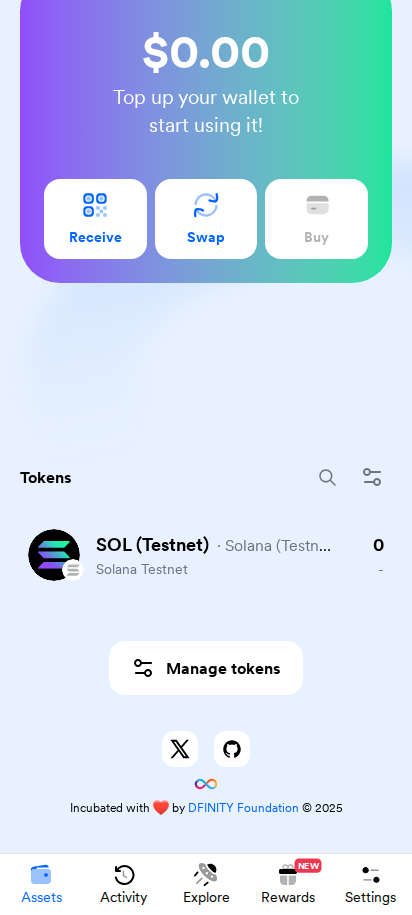 $0.00
Top up your wallet to
start using it!
Receive
Swap
Buy
Tokens
SOL (Testnet) · Solana (Testn... 0
Solana Testnet -
Manage tokens
Incubated with ❤️ by DFINITY Foundation © 2025
NEW
Assets
Activity
Explore
Rewards
Settings